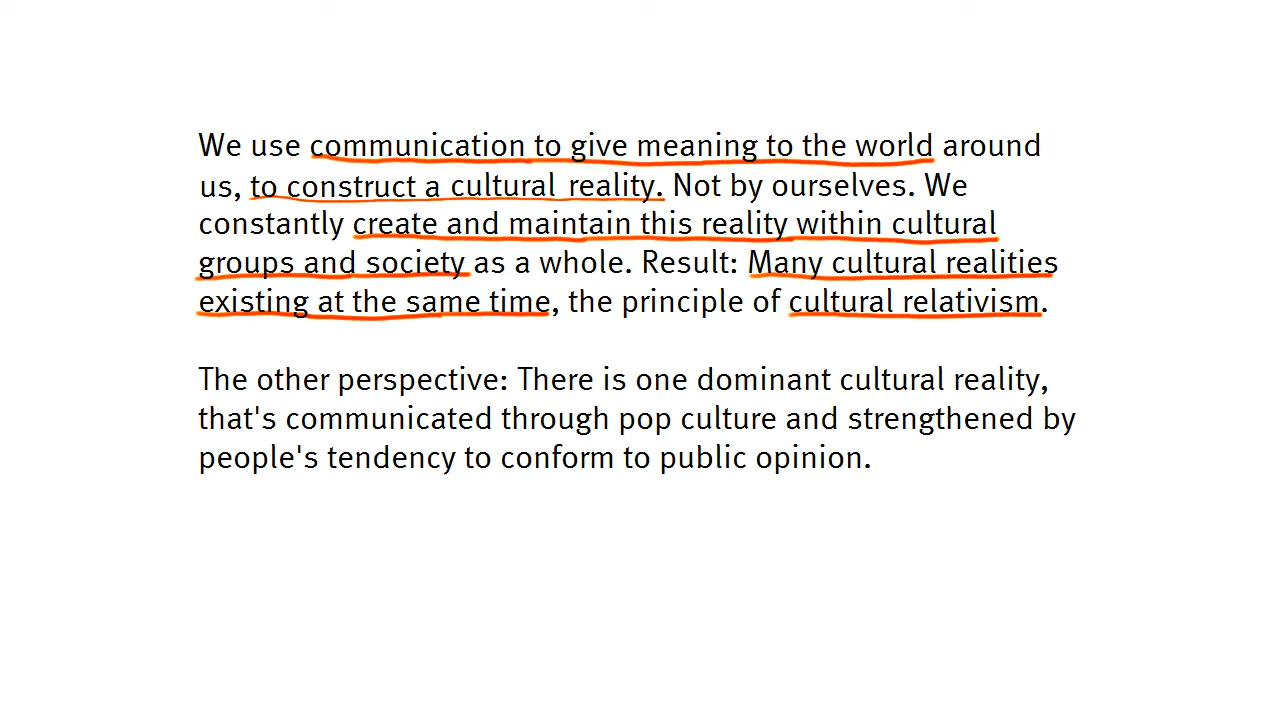 We use communication to give meaning to the world around
us, to construct a cultural reality. Not by ourselves. We
constantly create and maintain this reality within cultural
groups and society as a whole. Result: Many cultural realities
existing at the same time, the principle of cultural relativism.
The other perspective: There is one dominant cultural reality,
that's communicated through pop culture and strengthened by
people's tendency to conform to public opinion.